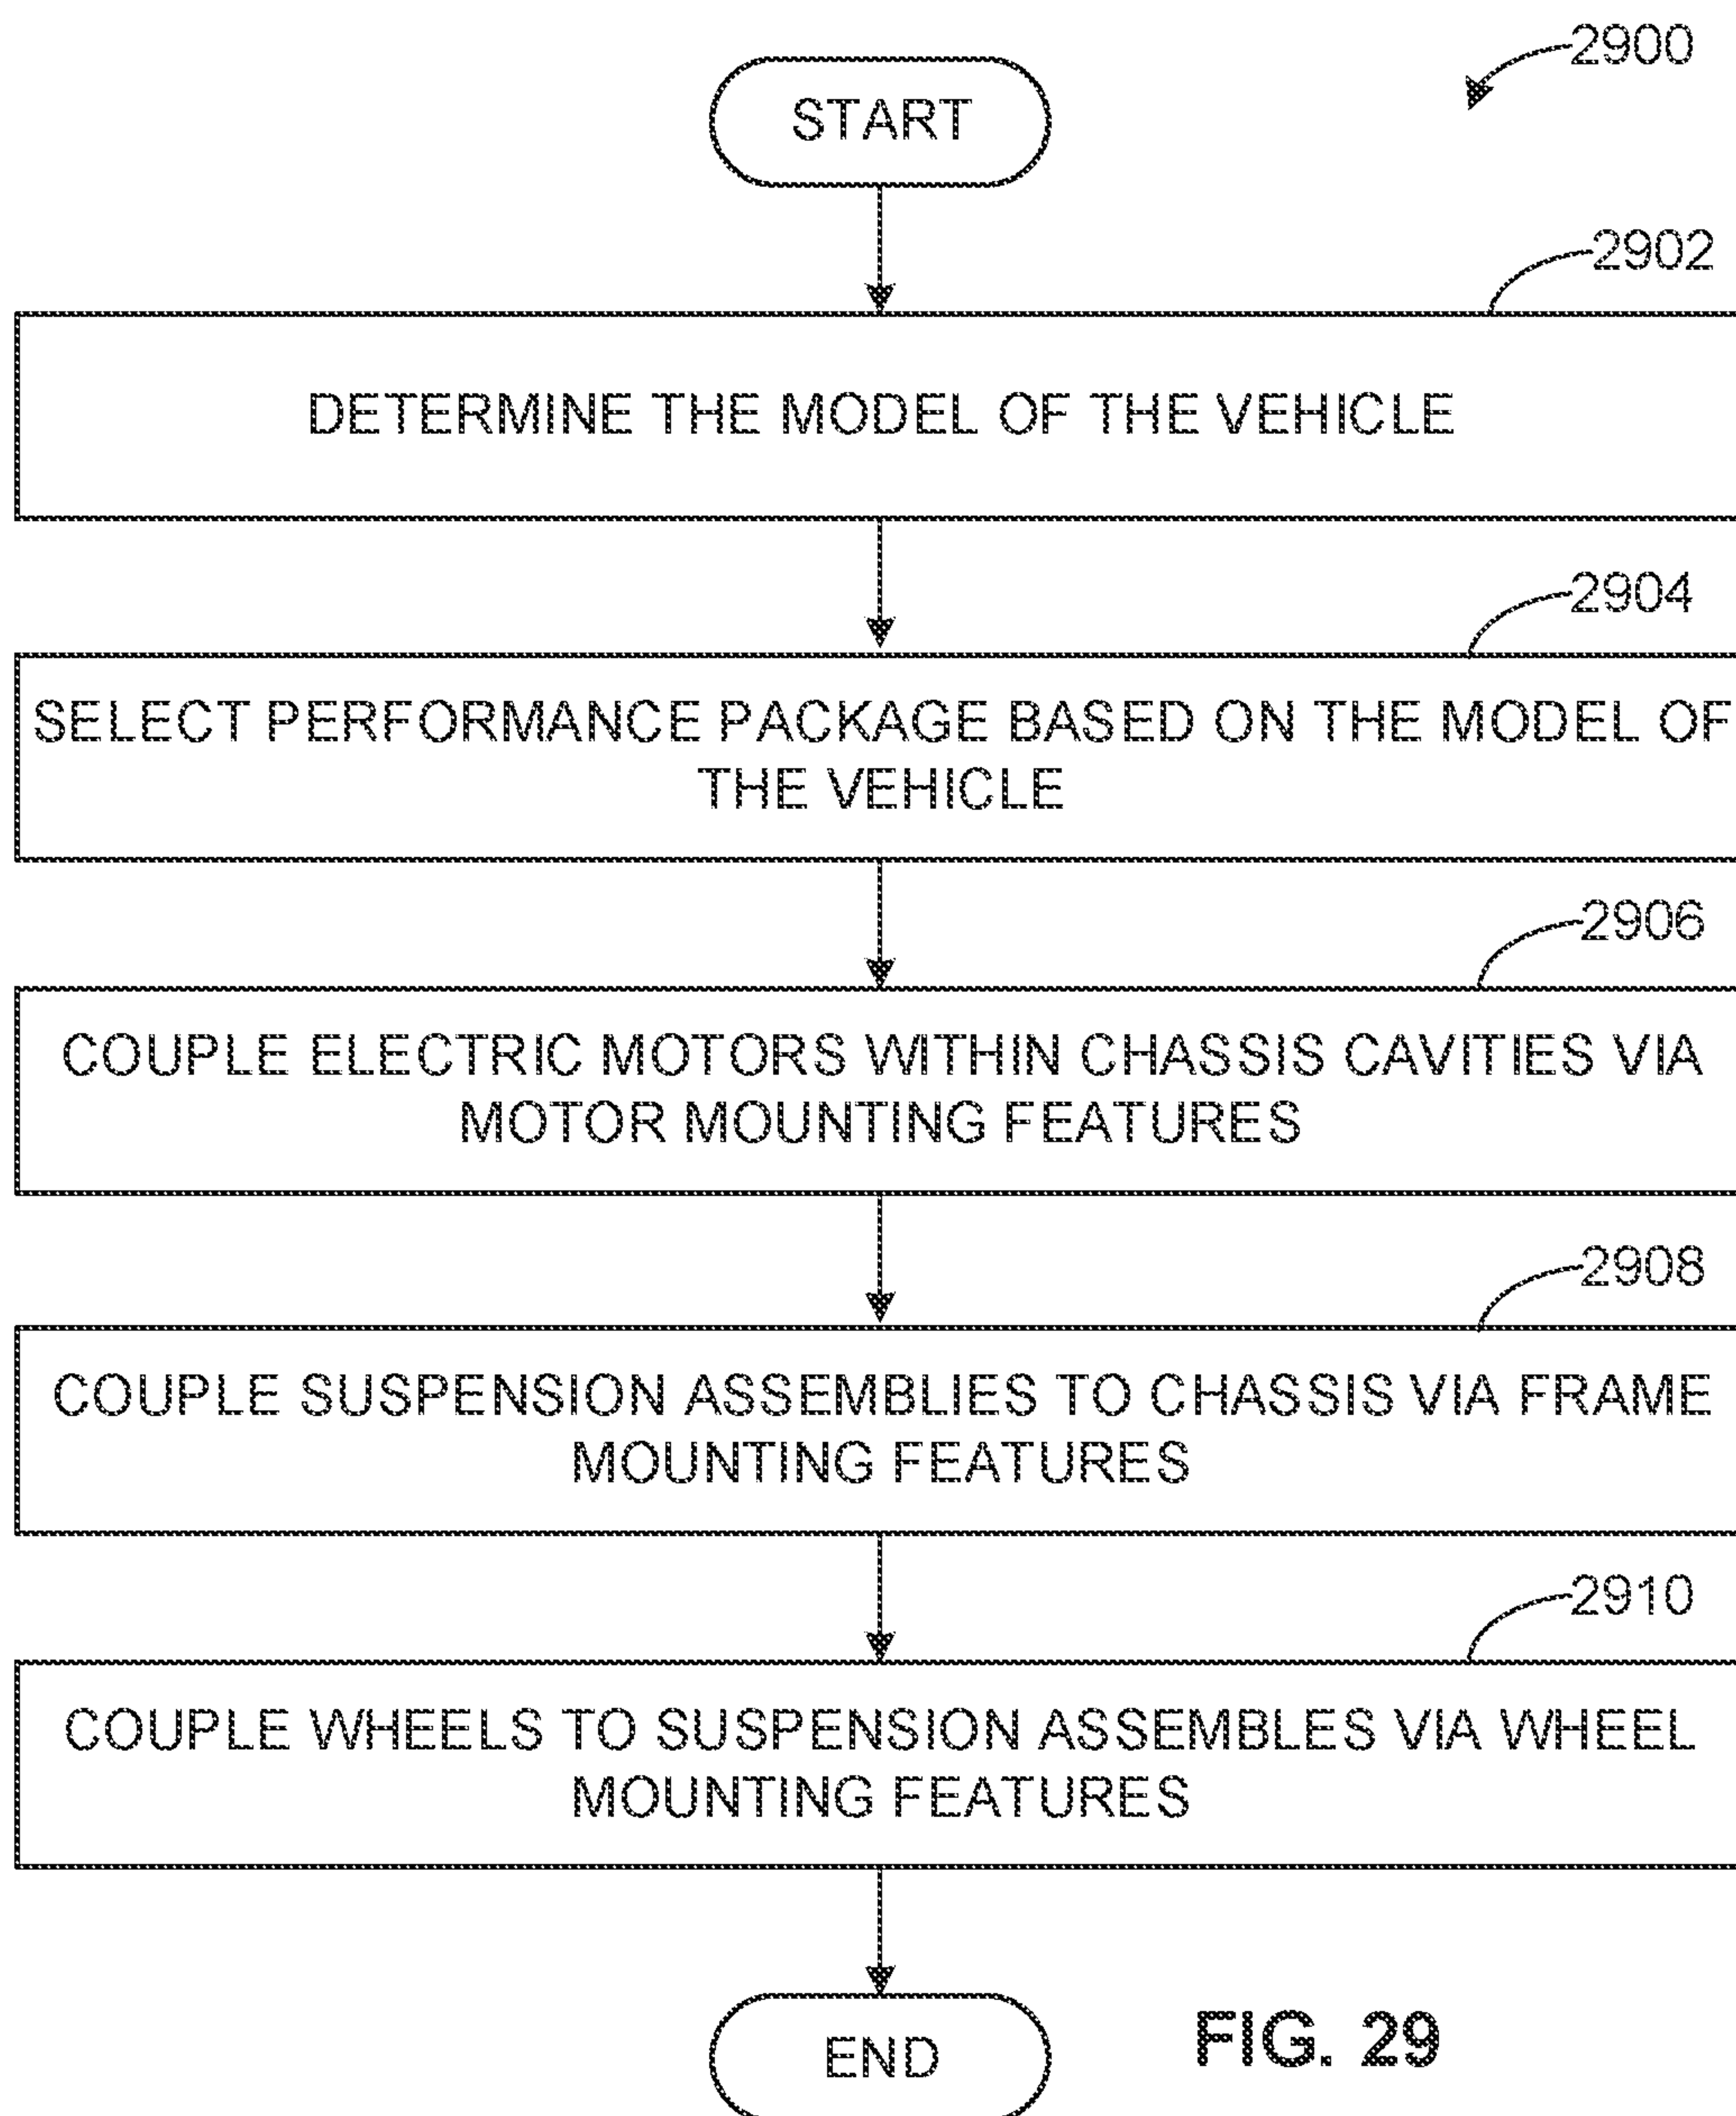 2900
START
2902
DETERMINE THE MODEL OF THE VEHICLE
2904
SELECT PERFORMANCE PACKAGE BASED ON THE MODEL OF
THE VEHICLE
2906
COUPLE ELECTRIC MOTORS WITHIN CHASSIS CAVITIES VIA
MOTOR MOUNTING FEATURES
2908
COUPLE SUSPENSION ASSEMBLIES TO CHASSIS VIA FRAME
MOUNTING FEATURES
2910
COUPLE WHEELS TO SUSPENSION ASSEMBLES VIA WHEEL
MOUNTING FEATURES
END
FIG. 29